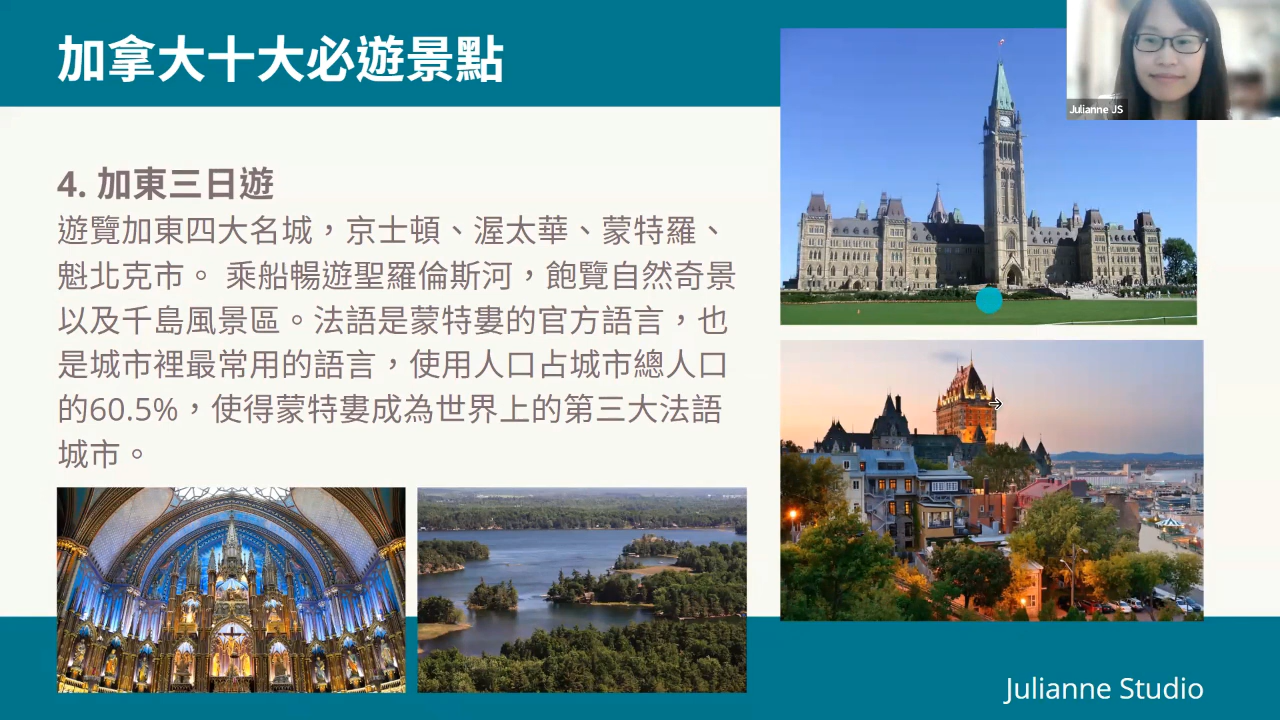 加拿大十大必遊景點
Julianne JS
4. 加東三日遊
遊覽加東四大名城，京士頓、渥太華、蒙特羅、
魁北克市。 乘船暢遊聖羅倫斯河，飽覽自然奇景
以及千島風景區。法語是蒙特婁的官方語言，也
是城市裡最常用的語言，使用人口占城市總人口
的60.5%，使得蒙特婁成為世界上的第三大法語
城市。
Julianne Studio